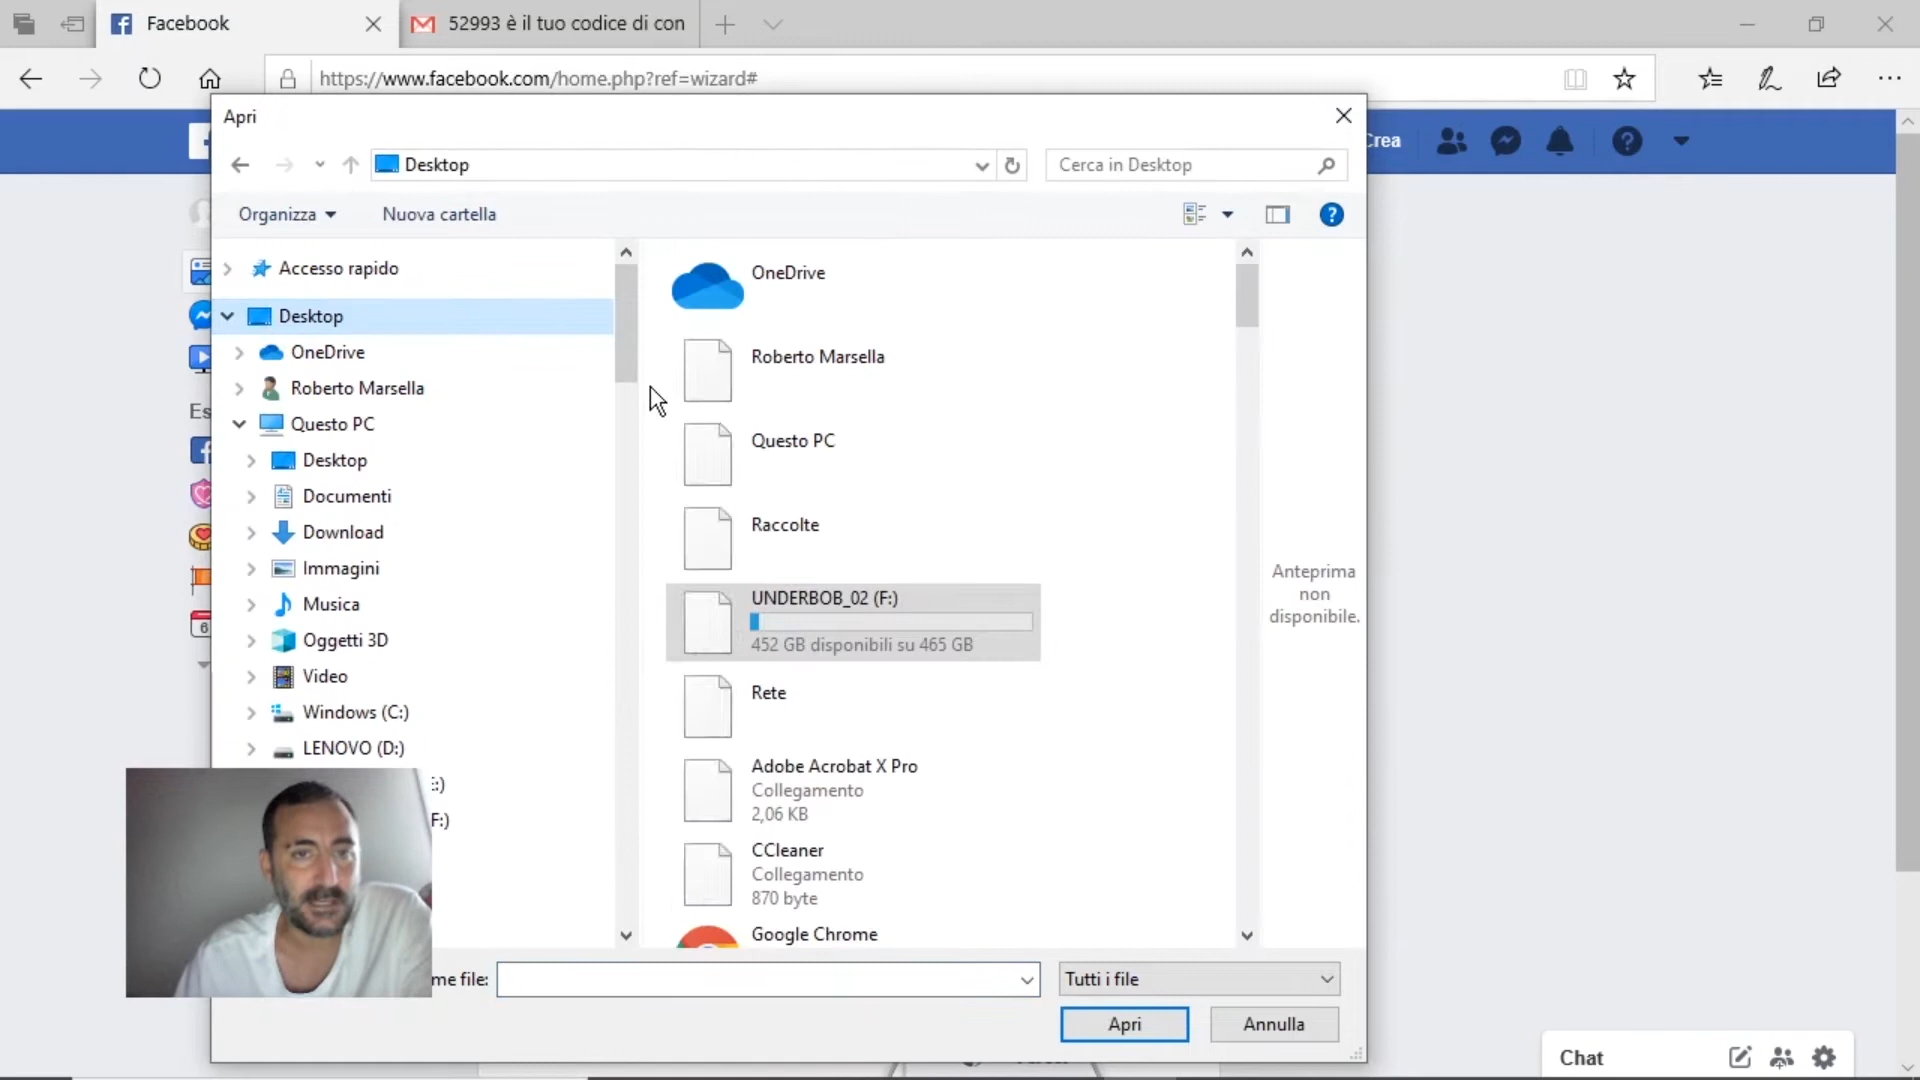 Facebook
52993 è il tuo codice di con
https://www.facebook.com/home.php?ref=wizard#
Apri
Crea
Desktop
Cerca in Desktop
Organizza
Nuova cartella
Accesso rapido
Desktop
OneDrive
Roberto Marsella
Questo PC
Desktop
Documenti
Download
Immagini
Musica
Oggetti 3D
Video
Windows (C:)
LENOVO (D:)
:)
F:)
Es
6
OneDrive
Roberto Marsella
Questo PC
Raccolte
UNDERBOB_02 (F:)
452 GB disponibili su 465 GB
Rete
Adobe Acrobat X Pro
Collegamento
2,06 KB
CCleaner
Collegamento
870 byte
Google Chrome
Anteprima
non
disponibile.
me file:
Tutti i file
Apri
Annulla
Chat